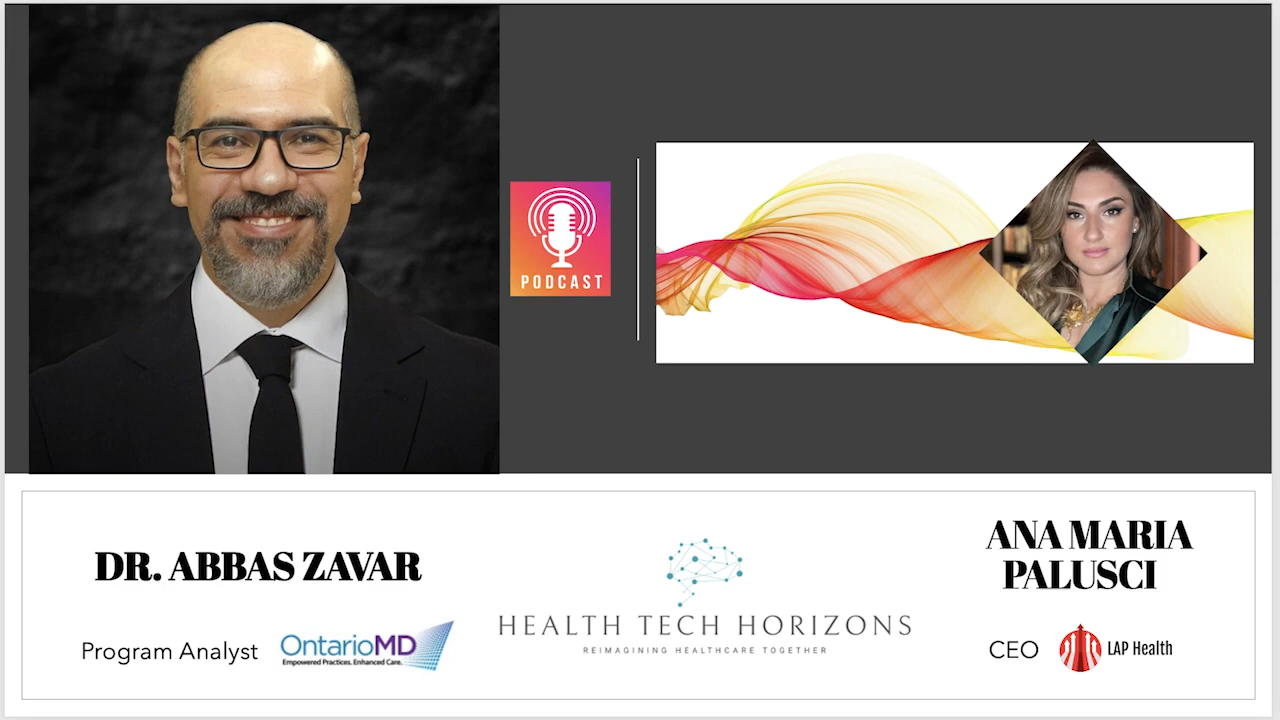 PODCAST
DR. ABBAS ZAVAR
Program Analyst
OntarioMD
Empowered Practices. Enhanced Care.
HEALTH TECH HORIZONS
REIMAGINING HEALTHCARE TOGETHER
ANA MARIA
PALUSCI
CEO
LAP Health